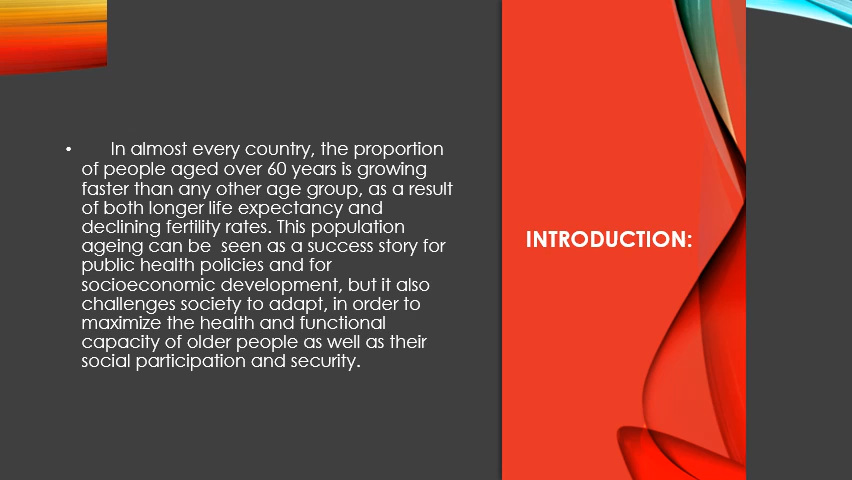 • In almost every country, the proportion
of people aged over 60 years is growing
faster than any other age group, as a result
of both longer life expectancy and
declining fertility rates. This population
ageing can be  seen as a success story for
public health policies and for
socioeconomic development, but it also
challenges society to adapt, in order to
maximize the health and functional
capacity of older people as well as their
social participation and security.
INTRODUCTION: